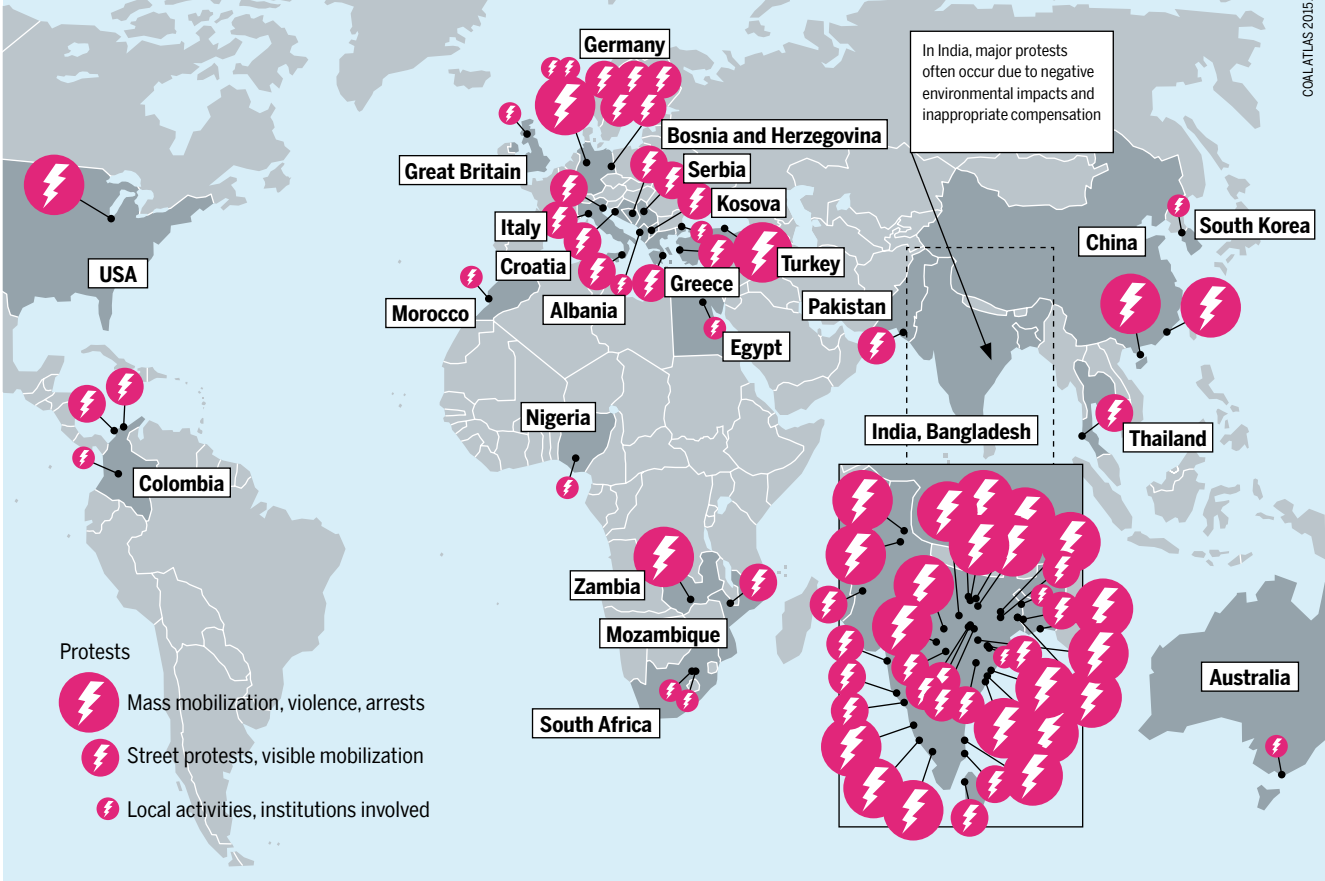 COAL ATLAS 2015
Germany
In India, major protests
often occur due to negative
environmental impacts and
inappropriate compensation
Bosnia and Herzegovina
Great Britain
Serbia
Kosova
Italy
South Korea
China
USA
Croatia
Turkey
Greece
Morocco
Albania
Pakistan
Egypt
Nigeria
India, Bangladesh
Thailand
Colombia
Zambia
Mozambique
South Africa
Australia
Protests
Mass mobilization, violence, arrests
Street protests, visible mobilization
Local activities, institutions involved